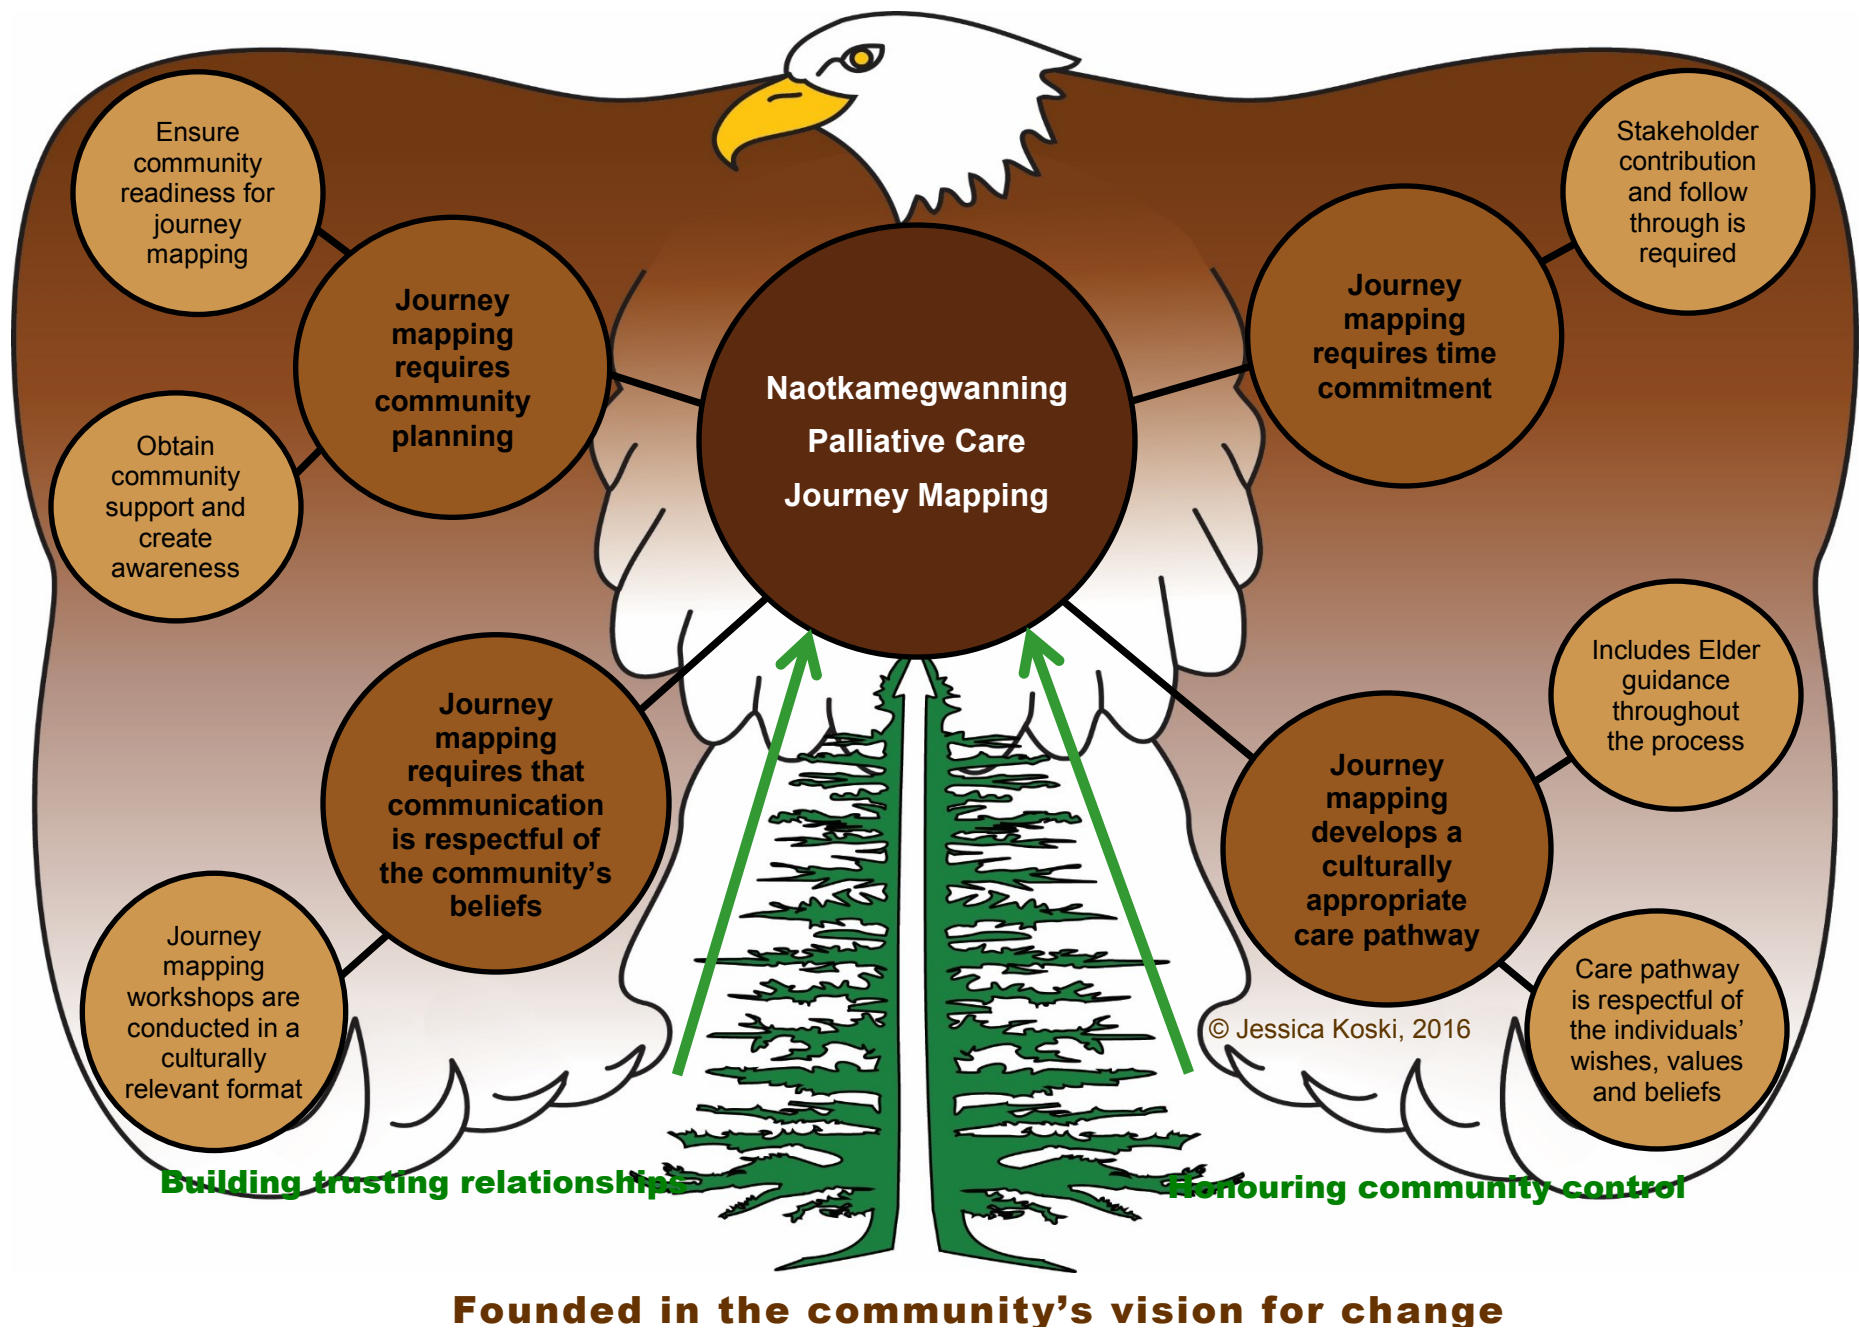 Ensure
community
readiness for
journey
mapping
Journey
mapping
requires
community
planning
Obtain
community
support and
create
awareness
Naotkamegwanning
Palliative Care
Journey Mapping
Journey
mapping
requires time
commitment
Stakeholder
contribution
and follow
through is
required
Journey
mapping
requires that
communication
is respectful of
the community’s
beliefs
Journey
mapping
workshops are
conducted in a
culturally
relevant format
Includes Elder
guidance
throughout
the process
Journey
mapping
develops a
culturally
appropriate
care pathway
Care pathway
is respectful of
the individuals’
wishes, values
and beliefs
© Jessica Koski, 2016
Building trusting relationships
Honouring community control
Founded in the community’s vision for change